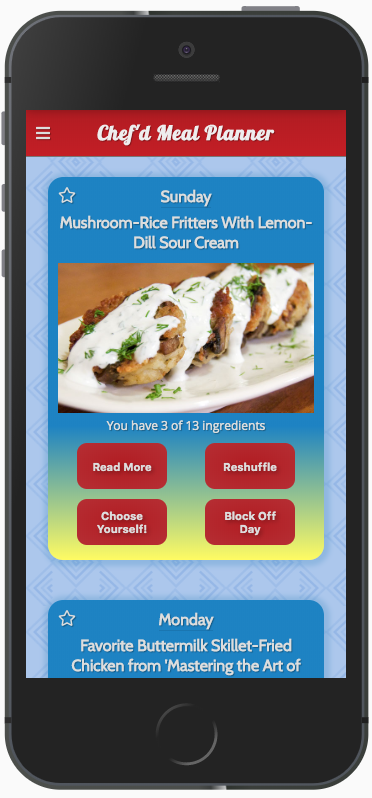 Chef'd Meal Planner
Sunday
Mushroom-Rice Fritters With Lemon-
Dill Sour Cream
You have 3 of 13 ingredients
Read More
Reshuffle
Choose
Yourself!
Block Off
Day
Monday
Favorite Buttermilk Skillet-Fried
Chicken from 'Mastering the Art of